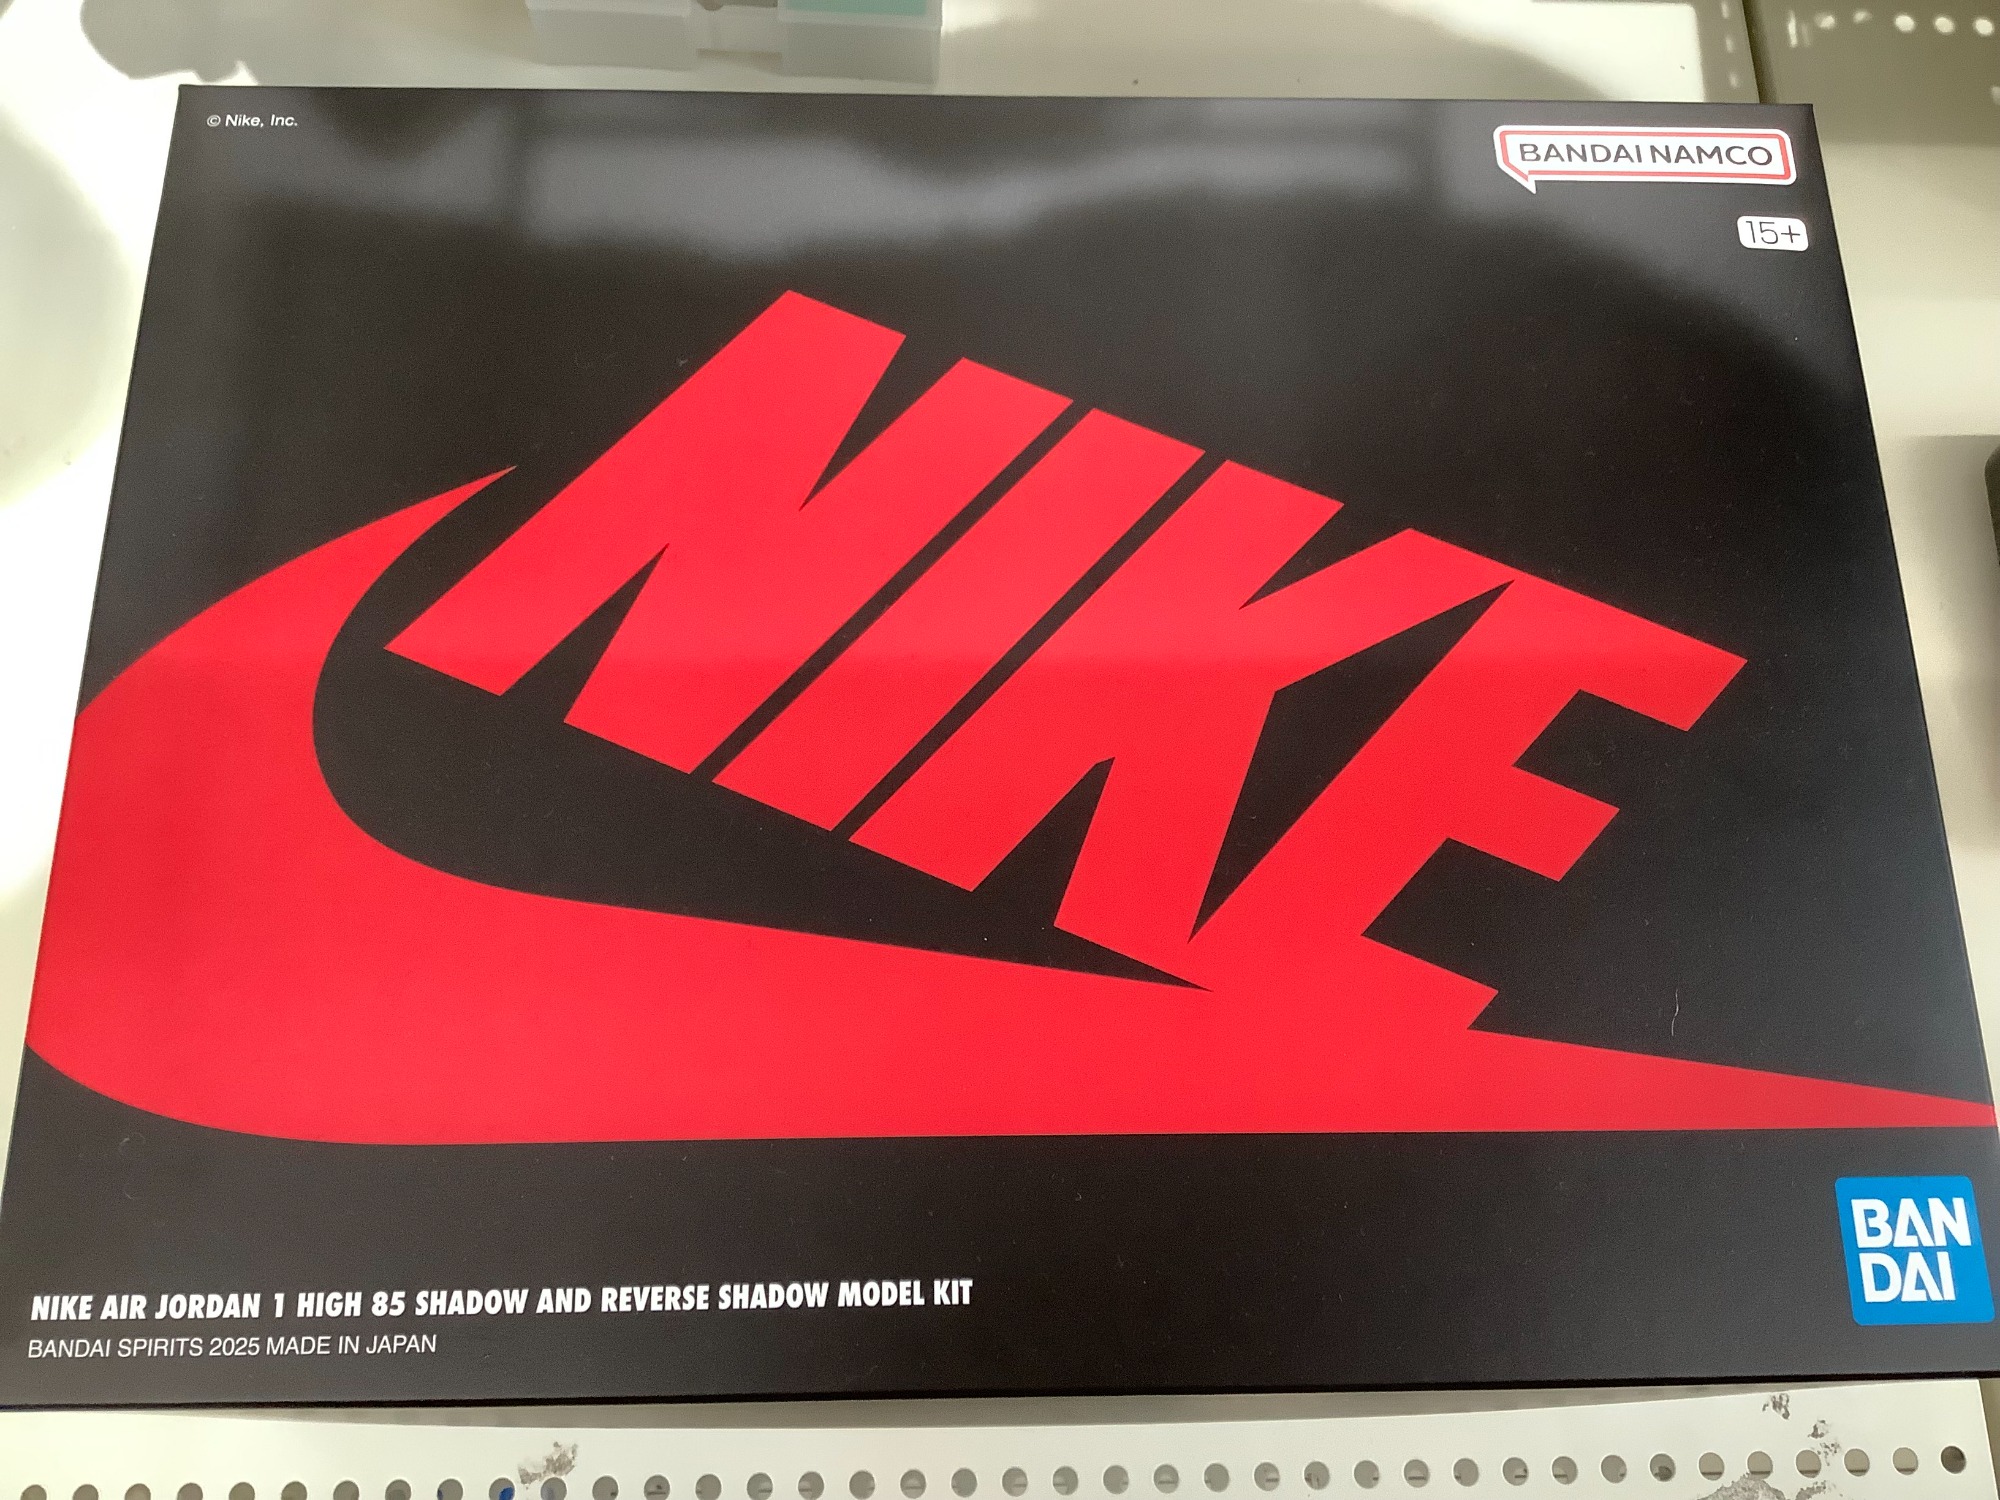 © Nike, Inc.
BANDAI NAMCO
15+
NIKE
BAN
DAI
NIKE AIR JORDAN 1 HIGH 85 SHADOW AND REVERSE SHADOW MODEL KIT
BANDAI SPIRITS 2025 MADE IN JAPAN